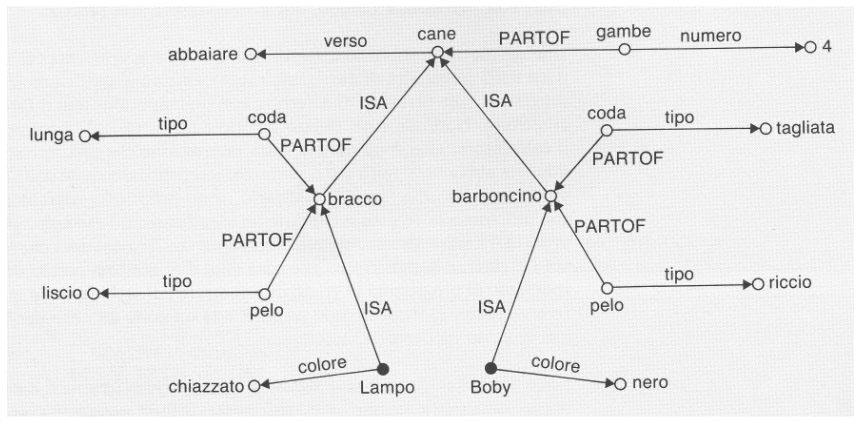 cane
gambe
abbaiare
verso
PARTOF
numero
4
ISA
ISA
lunga
tipo
coda
coda
tipo
tagliata
PARTOF
PARTOF
bracco
barboncino
PARTOF
PARTOF
liscio
tipo
pelo
ISA
ISA
pelo
tipo
riccio
chiazzato
colore
Lampo
Boby
colore
nero